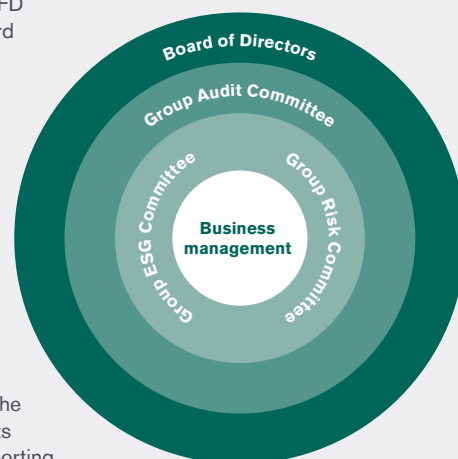 Board of Directors
Group Audit Committee
Group ESG Committee
Group Risk Committee
Business
management